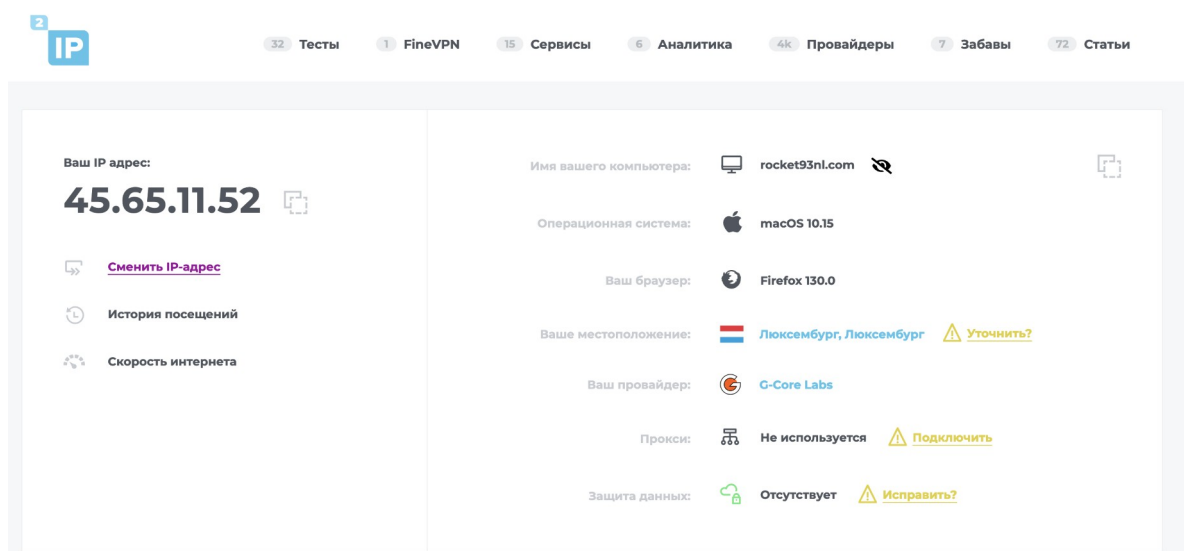 2
IP
32 Тесты 1 FineVPN 15 Сервисы 6 Аналитика 4k Провайдеры 7 Забавы 72 Статьи
Ваш IP адрес:
45.65.11.52
Сменить IP-адрес
История посещений
Скорость интернета
Имя вашего компьютера: rocket93nl.com
Операционная система: macOS 10.15
Ваш браузер: Firefox 130.0
Ваше местоположение: Люксембург, Люксембург Уточнить?
Ваш провайдер: G-Core Labs
Прокси: Не используется Подключить
Защита данных: Отсутствует Исправить?